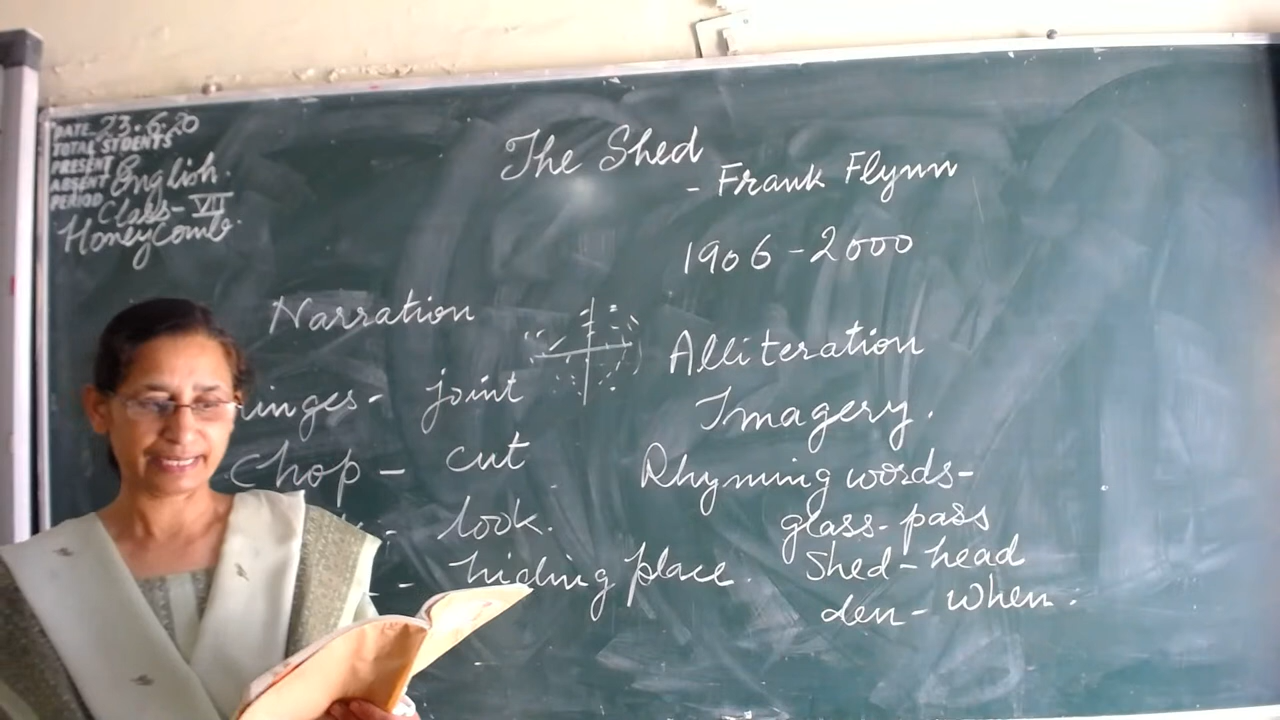 DATE 23.6.20
TOTAL STUDENTS
PRESENT
ABSENT English.
PERIOD Class-VII
Honeycomb.
The Shed
- Frank Flynn
1906-2000
Narration
inges- joint
Chop - cut
- look.
- hiding place.
Alliteration
Imagery.
Rhyming words-
glass-pass
Shed-head
den-when.